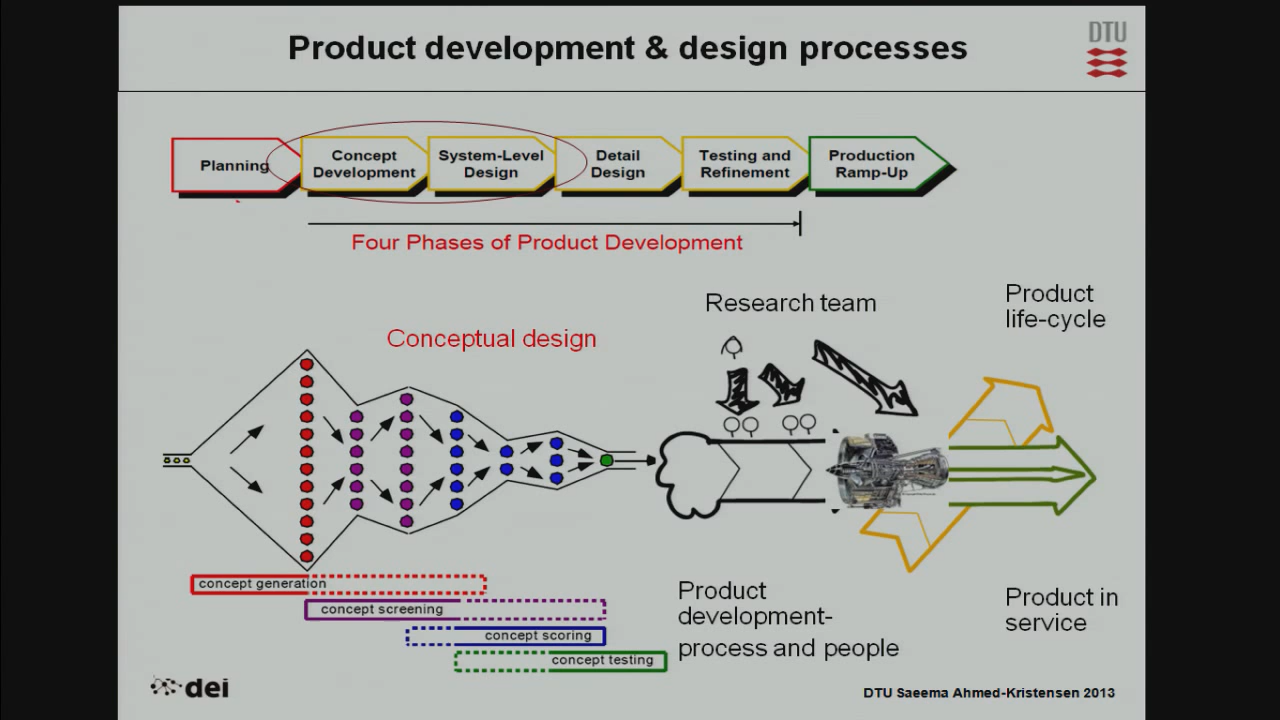 Product development & design processes
DTU
Planning
Concept
Development
System-Level
Design
Detail
Design
Testing and
Refinement
Production
Ramp-Up
Four Phases of Product Development
Research team
Product
life-cycle
Conceptual design
concept generation
concept screening
concept scoring
concept testing
Product
development-
process and people
Product in
service
dei
DTU Saeema Ahmed-Kristensen 2013